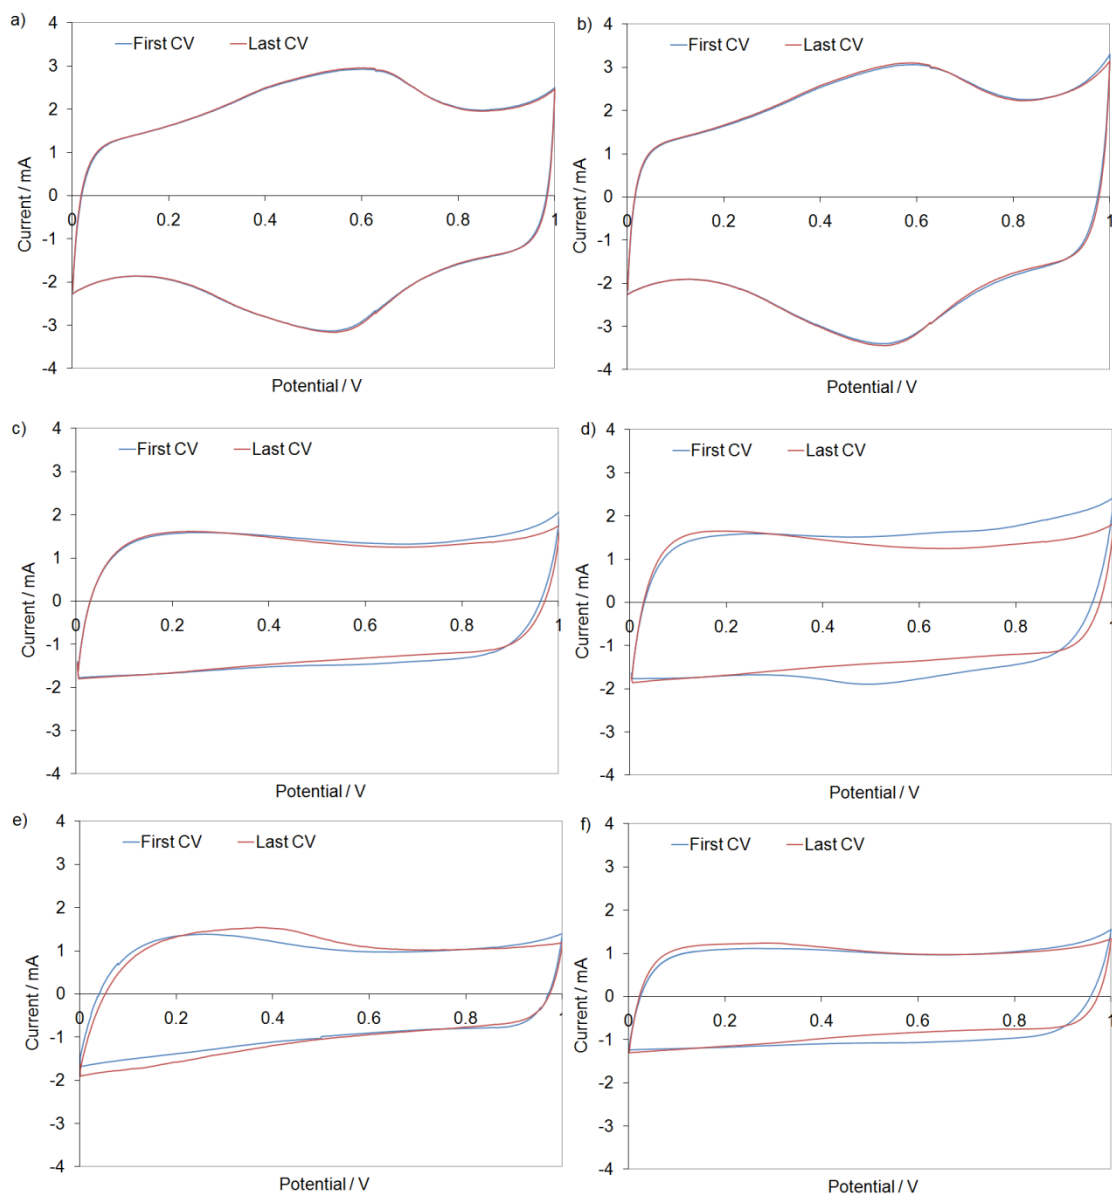 a)
First CV Last CV
4
3
2
1
0
-1
-2
-3
-4
0 0.2 0.4 0.6 0.8 1
Current / mA
Potential / V
b)
First CV Last CV
4
3
2
1
0
-1
-2
-3
-4
0 0.2 0.4 0.6 0.8 1
Current / mA
Potential / V
c)
First CV Last CV
4
3
2
1
0
-1
-2
-3
-4
0 0.2 0.4 0.6 0.8 1
Current / mA
Potential / V
d)
First CV Last CV
4
3
2
1
0
-1
-2
-3
-4
0 0.2 0.4 0.6 0.8 1
Current / mA
Potential / V
e)
First CV Last CV
4
3
2
1
0
-1
-2
-3
-4
0 0.2 0.4 0.6 0.8 1
Current / mA
Potential / V
f)
First CV Last CV
4
3
2
1
0
-1
-2
-3
-4
0 0.2 0.4 0.6 0.8 1
Current / mA
Potential / V